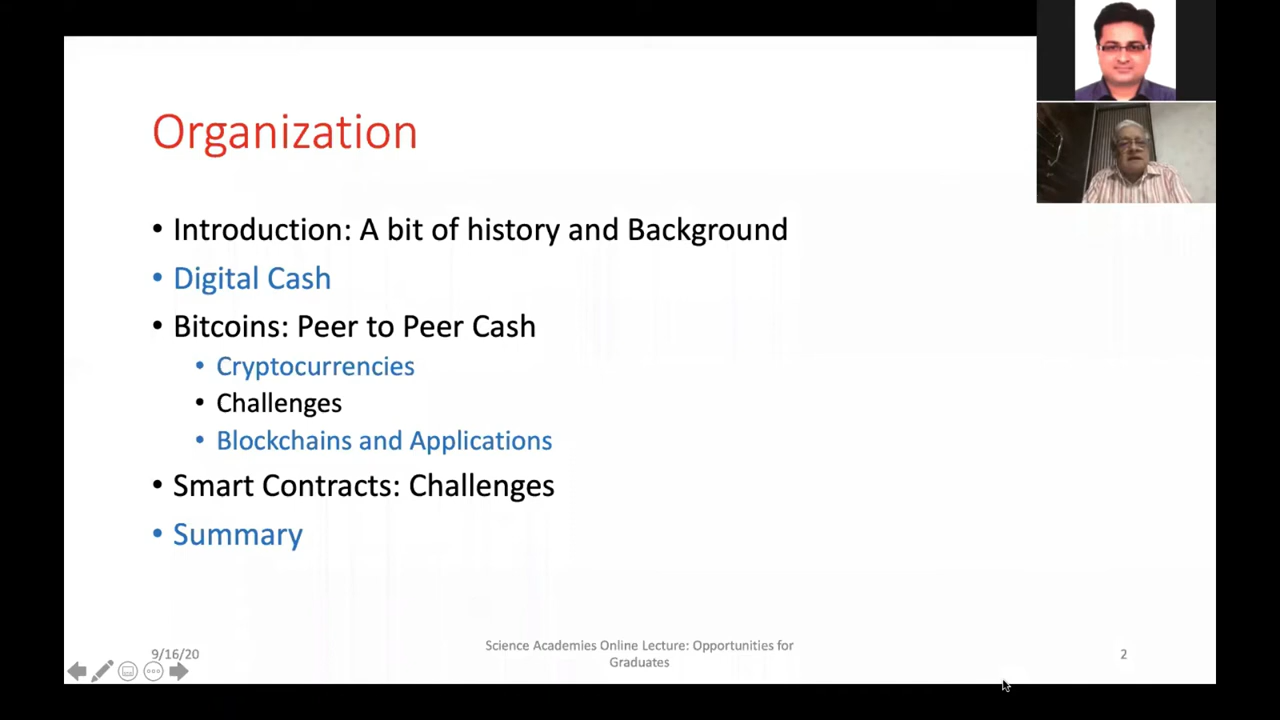 Organization
• Introduction: A bit of history and Background
• Digital Cash
• Bitcoins: Peer to Peer Cash
• Cryptocurrencies
• Challenges
• Blockchains and Applications
• Smart Contracts: Challenges
• Summary
9/16/20
Science Academies Online Lecture: Opportunities for
Graduates
2